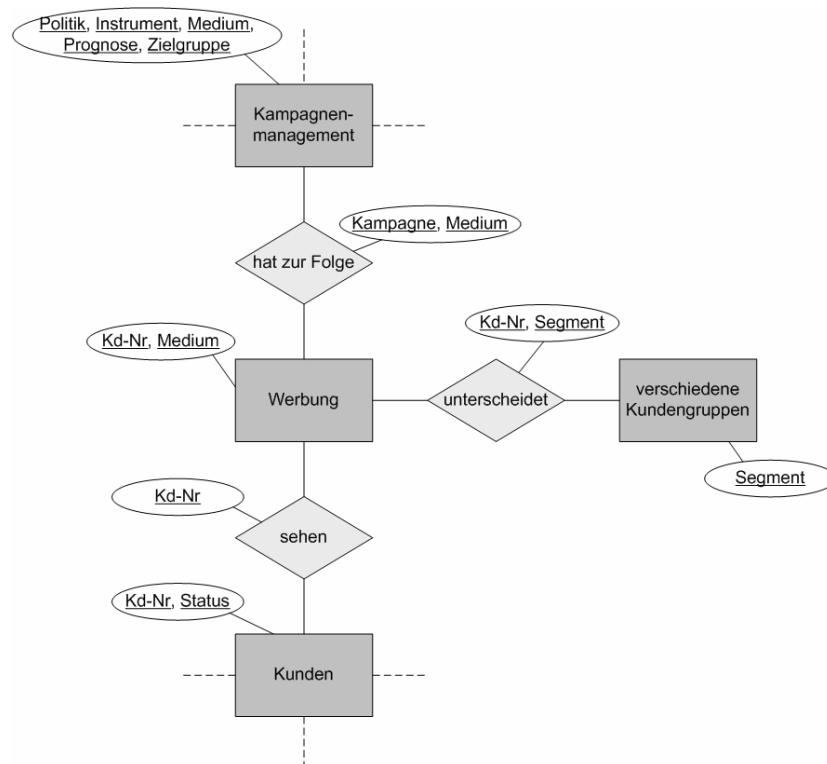 Politik, Instrument, Medium,
Prognose, Zielgruppe
Kampagnen-
management
Kampagne, Medium
hat zur Folge
Kd-Nr, Segment
Kd-Nr, Medium
Werbung
unterscheidet
verschiedene
Kundengruppen
Segment
Kd-Nr
sehen
Kd-Nr, Status
Kunden